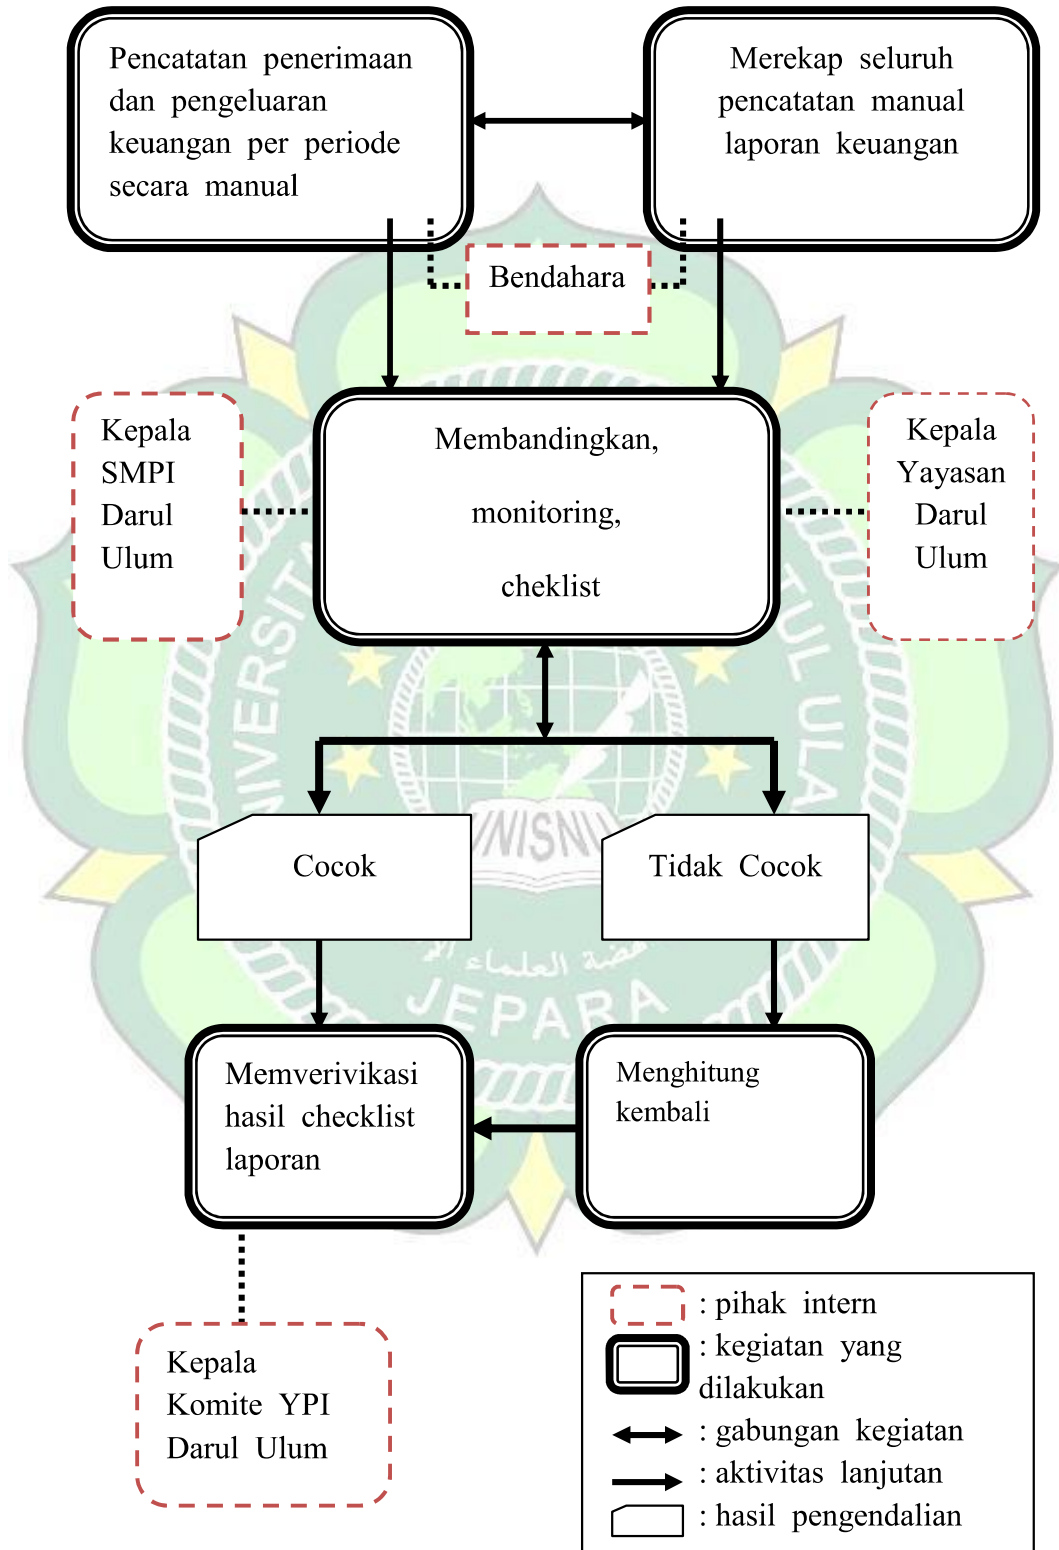 Pencatatan penerimaan
dan pengeluaran
keuangan per periode
secara manual
Merekap seluruh
pencatatan manual
laporan keuangan
Bendahara
Kepala
SMPI
Darul
Ulum
Membandingkan,
monitoring,
cheklist
Kepala
Yayasan
Darul
Ulum
Cocok
Tidak Cocok
Memverivikasi
hasil checklist
laporan
Menghitung
kembali
Kepala
Komite YPI
Darul Ulum
: pihak intern
: kegiatan yang
dilakukan
: gabungan kegiatan
: aktivitas lanjutan
: hasil pengendalian
UNISNU
JEPARA